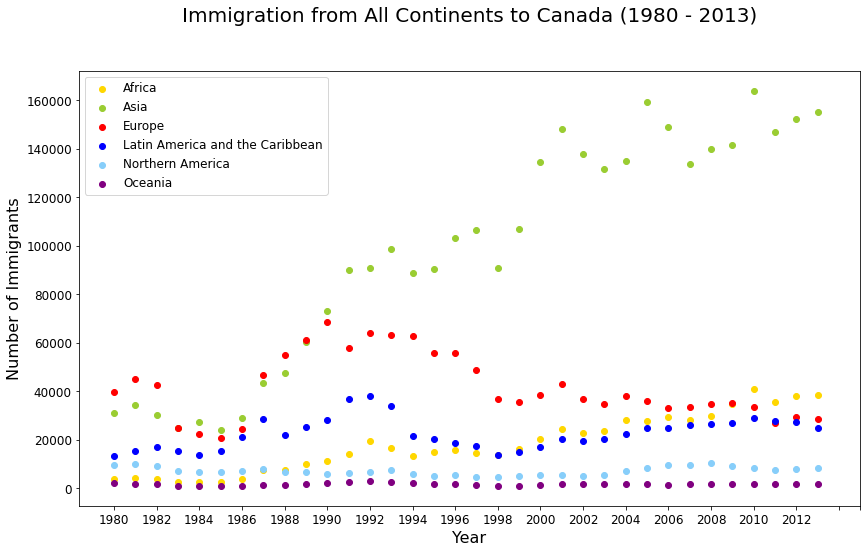 Immigration from All Continents to Canada (1980 - 2013)
Africa
Asia
Europe
Latin America and the Caribbean
Northern America
Oceania
160000
140000
120000
100000
80000
60000
40000
20000
0
Number of Immigrants
1980 1982 1984 1986 1988 1990 1992 1994 1996 1998 2000 2002 2004 2006 2008 2010 2012
Year